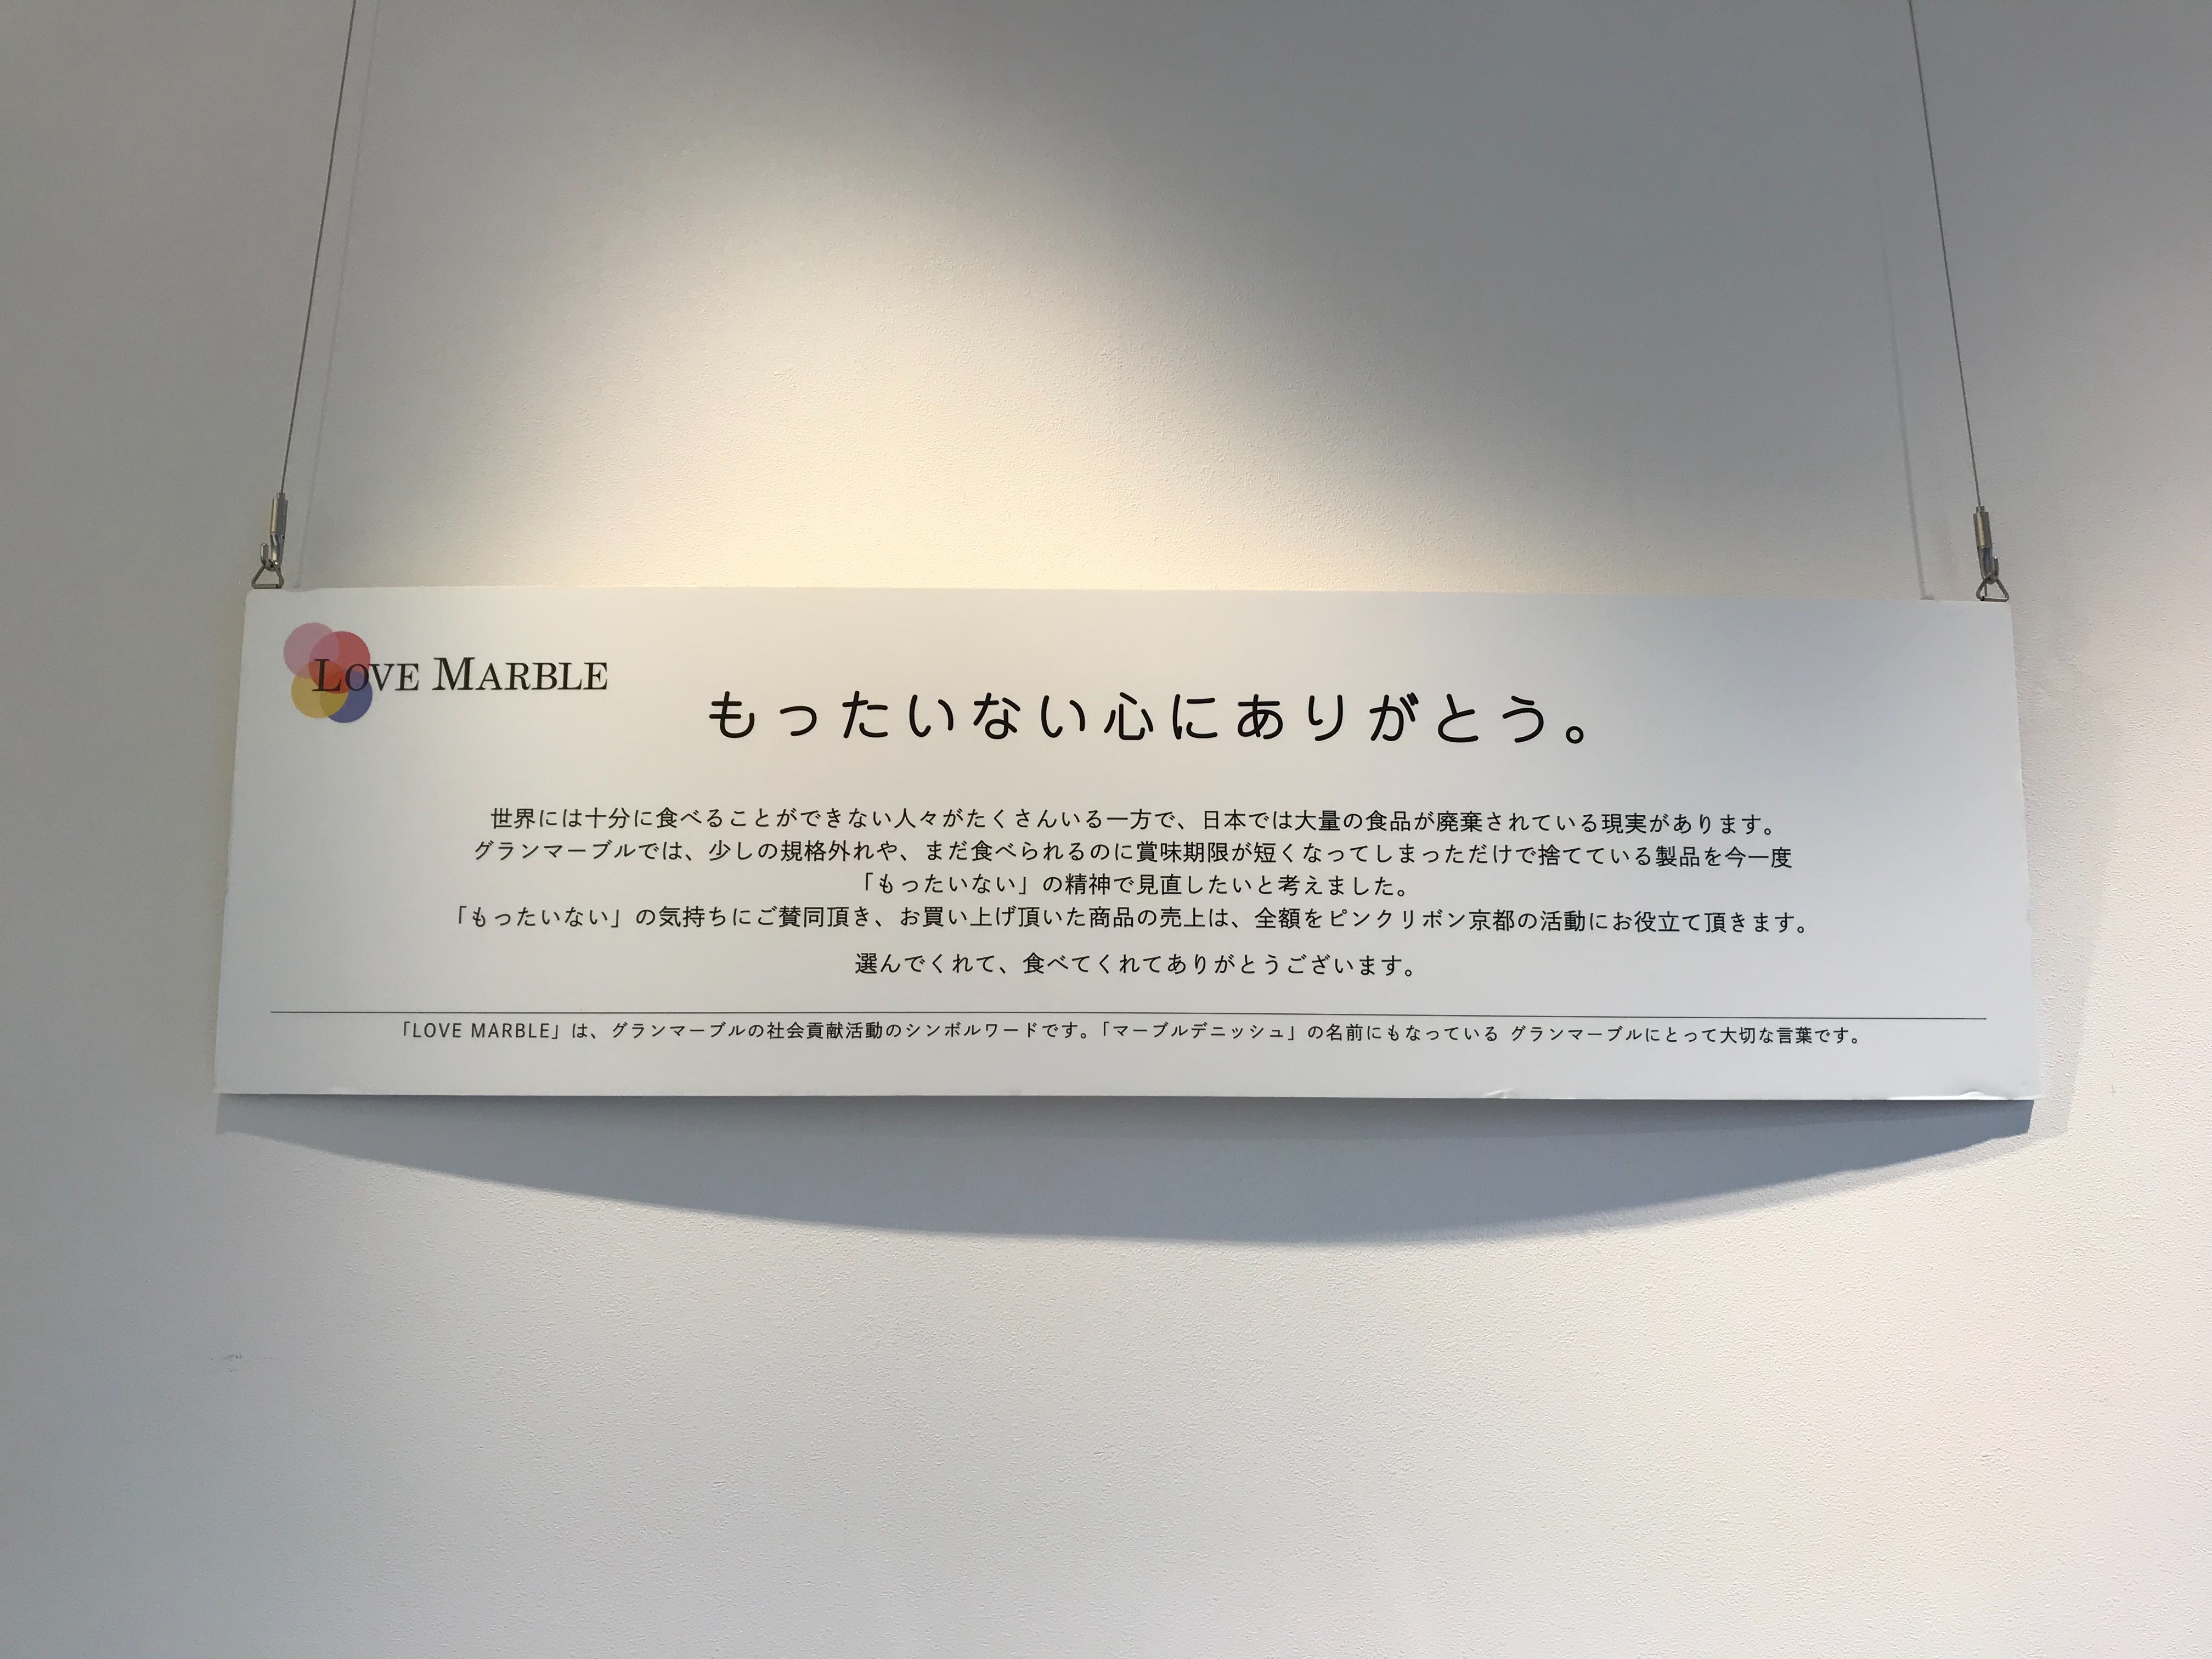 LOVE MARBLE
もったいない心にありがとう。
世界には十分に食べることができない人々がたくさんいる一方で、日本では大量の食品が廃棄されている現実があります。
グランマーブルでは、少しの規格外れや、まだ食べられるのに賞味期限が短くなってしまっただけで捨てている製品を今一度
「もったいない」の精神で見直したいと考えました。
「もったいない」の気持ちにご賛同頂き、お買い上げ頂いた商品の売上は、全額をピンクリボン京都の活動にお役立て頂きます。
選んでくれて、食べてくれてありがとうございます。
「LOVE MARBLE」は、グランマーブルの社会貢献活動のシンボルワードです。「マーブルデニッシュ」の名前にもなっている グランマーブルにとって大切な言葉です。